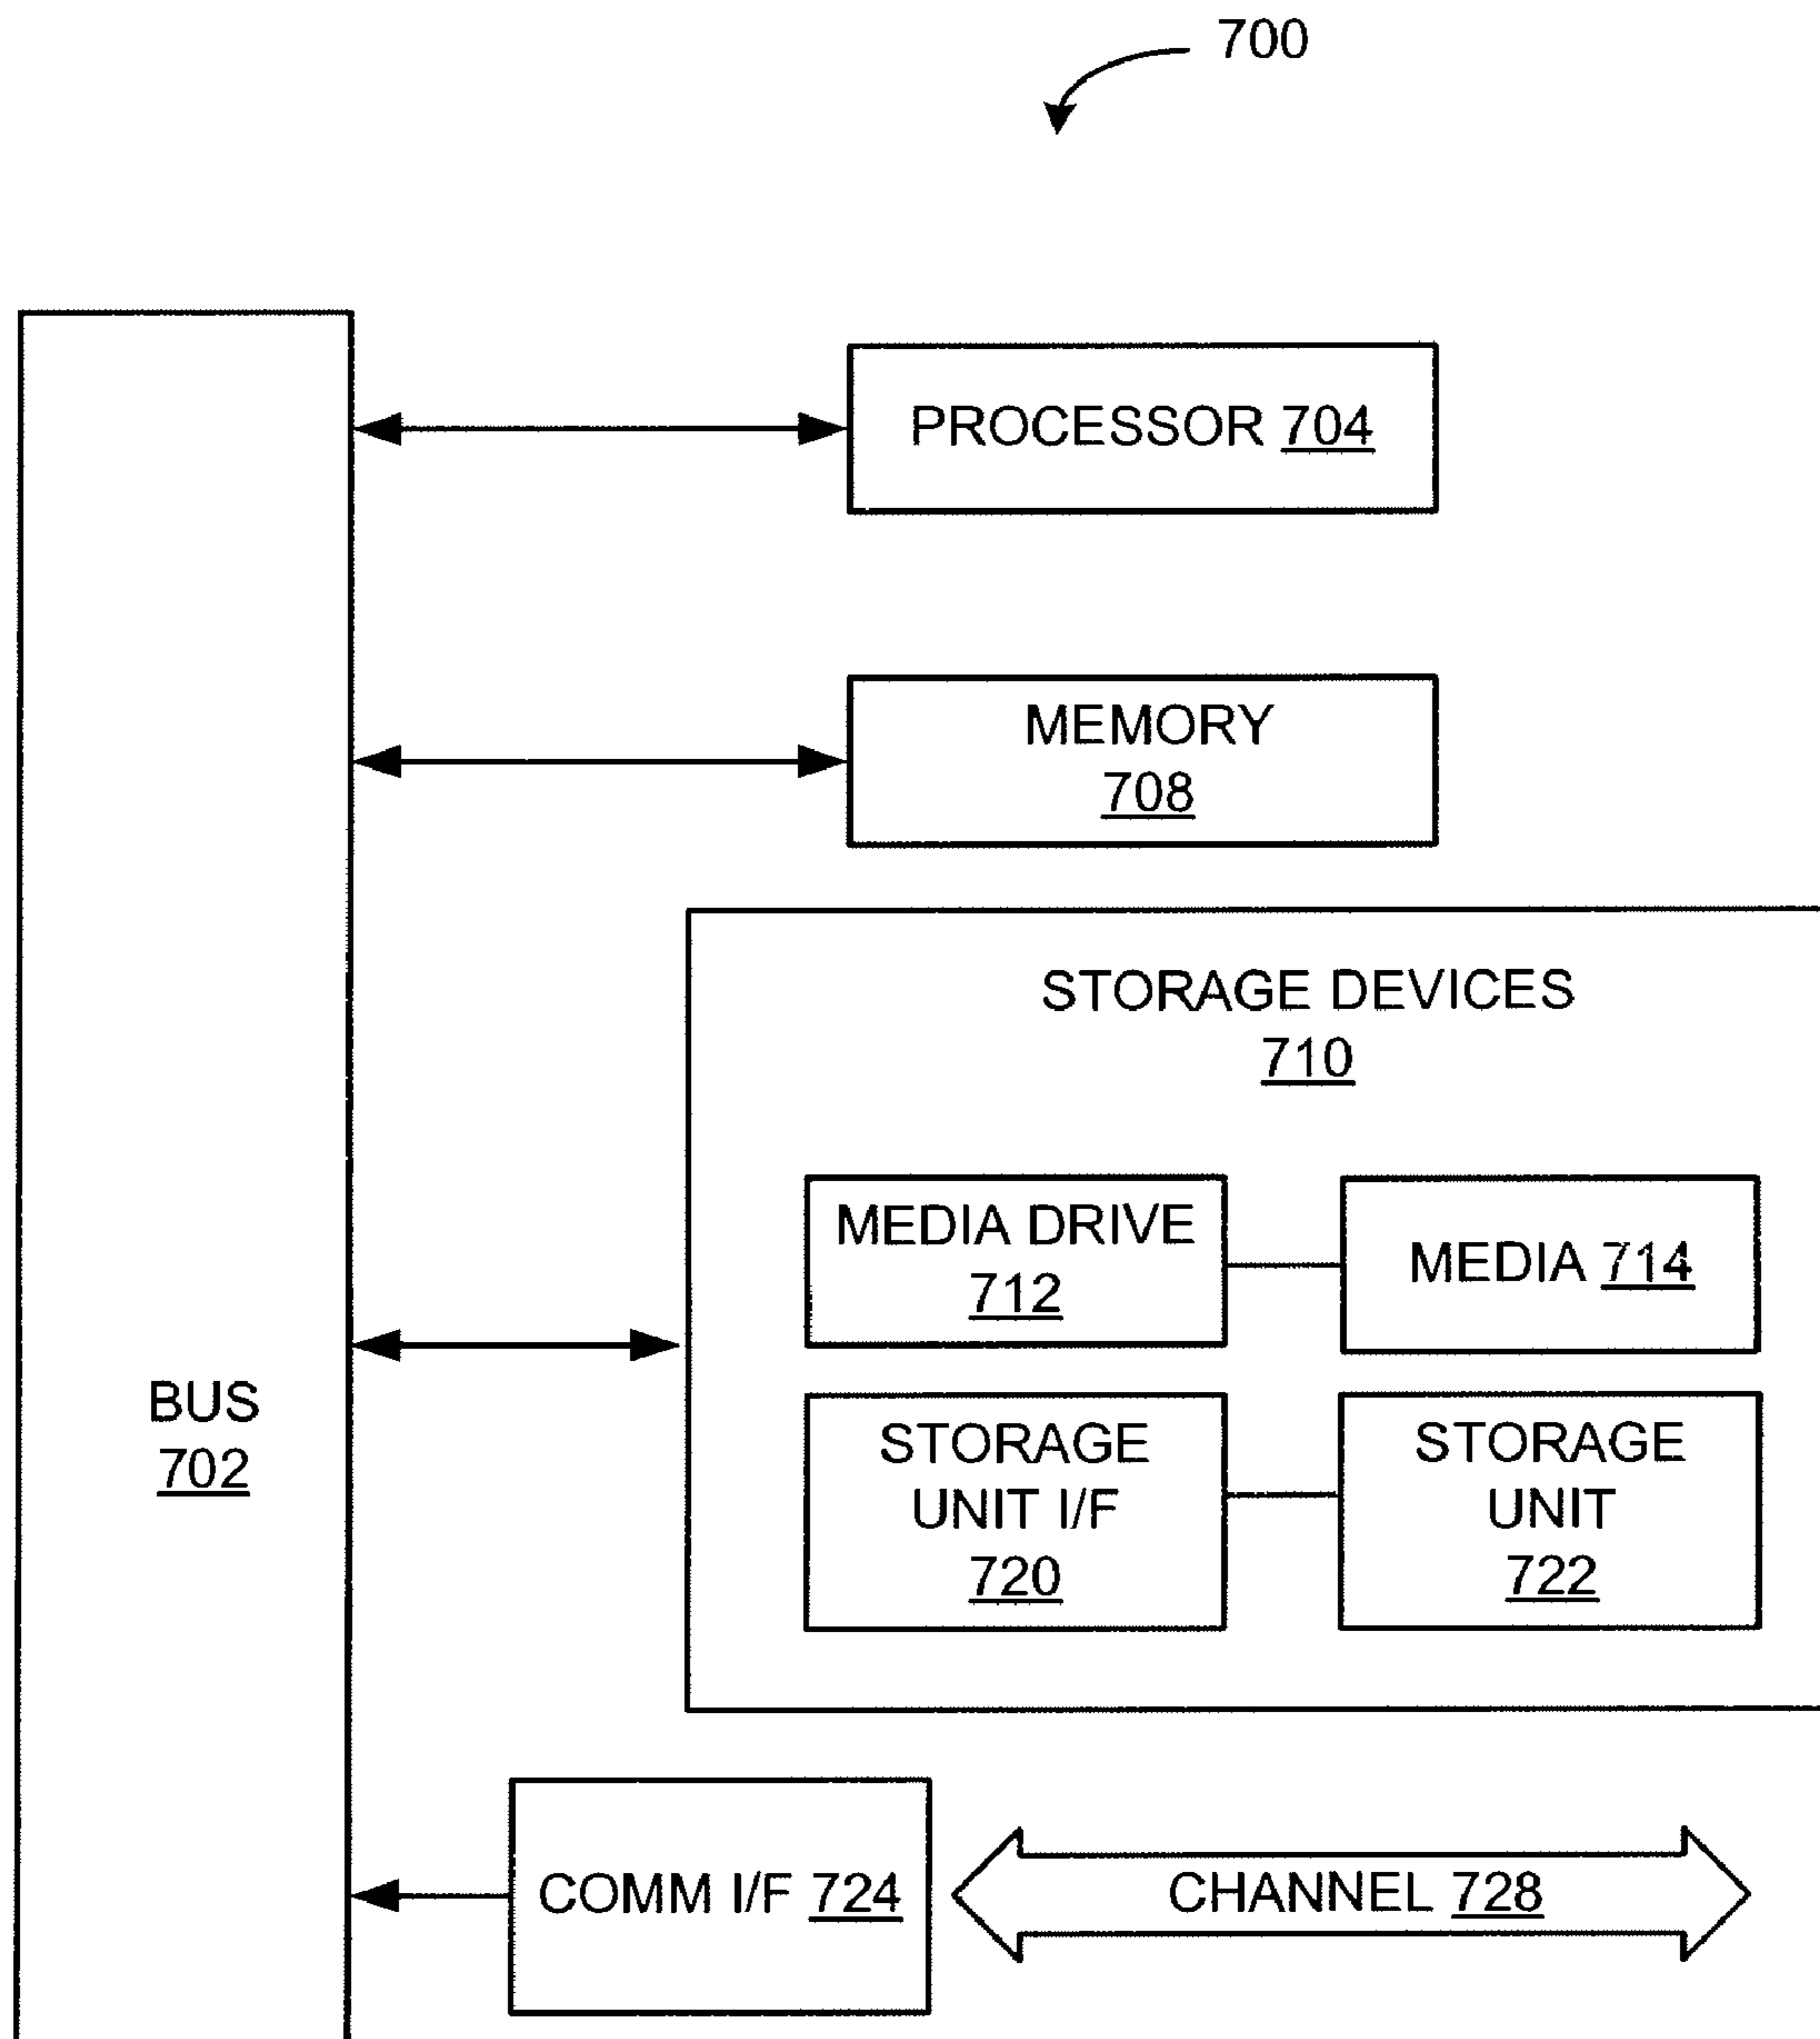 700
PROCESSOR 704
MEMORY
708
STORAGE DEVICES
710
MEDIA DRIVE
712
MEDIA 714
BUS
702
STORAGE
UNIT I/F
720
STORAGE
UNIT
722
COMM I/F 724
CHANNEL 728